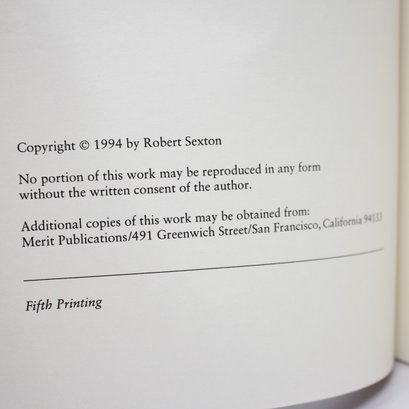 Copyright © 1994 by Robert Sexton
No portion of this work may be reproduced in any form
without the written consent of the author.
Additional copies of this work may be obtained from:
Merit Publications/491 Greenwich Street/San Francisco, California 94133
Fifth Printing